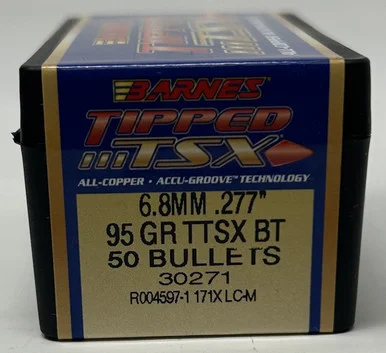 BARNES
TIPPED
TSX
ALL-COPPER • ACCU-GROOVE™ TECHNOLOGY
6.8MM .277"
95 GR TTSX BT
50 BULLETS
30271
R004597-1 171X LC-M